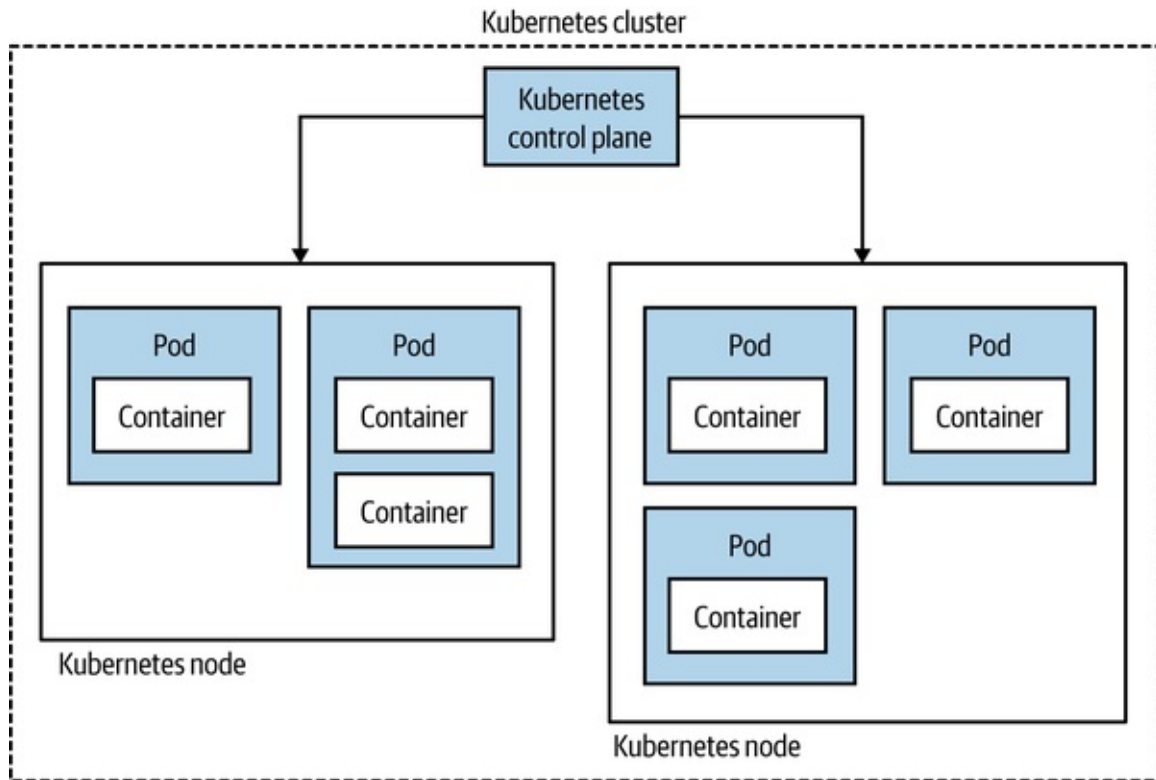 Kubernetes cluster
Kubernetes
control plane
Pod
Container
Pod
Container
Container
Kubernetes node
Pod
Container
Pod
Container
Pod
Container
Kubernetes node